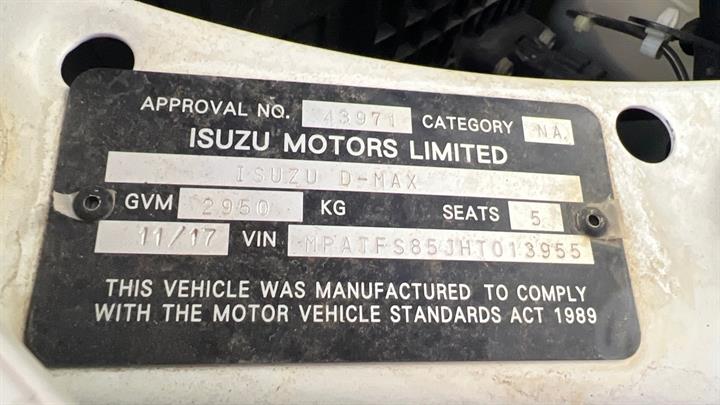 APPROVAL NO. 43971 CATEGORY NA.
ISUZU MOTORS LIMITED
ISUZU D-MAX
GVM 2950 KG SEATS 5
11/17 VIN MPATFS85JHT013955
THIS VEHICLE WAS MANUFACTURED TO COMPLY
WITH THE MOTOR VEHICLE STANDARDS ACT 1989